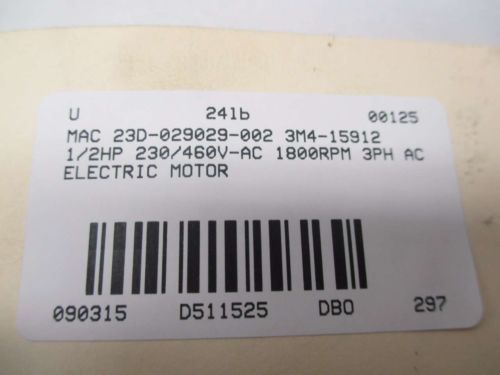 U 24lb 00125
MAC 23D-029029-002 3M4-15912
1/2HP 230/460V-AC 1800RPM 3PH AC
ELECTRIC MOTOR
090315 D511525 DBO 297